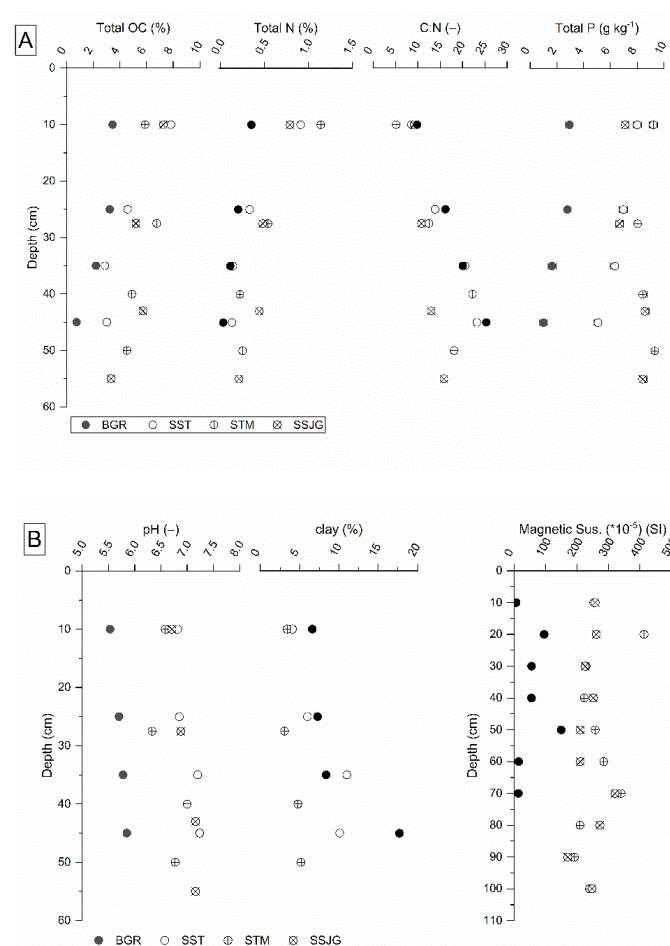 A
Total OC (%) Total N (%) C:N (–) Total P (g kg-1)
0 2 4 6 8 10 0.0 0.5 1.0 1.5 0 5 10 15 20 25 30 0 2 4 6 8 10
0
10
20
30
40
50
60
Depth (cm)
BGR SST STM SSJG
B
pH (–) clay (%) Magnetic Sus. (*10-5) (SI)
5.0 5.5 6.0 6.5 7.0 7.5 8.0 0 5 10 15 20 0 100 200 300 400 500
0 0
10 10
20 20
30 30
40 40
50 50
60 60
70
80
90
100
110
Depth (cm) Depth (cm)
BGR SST STM SSJG